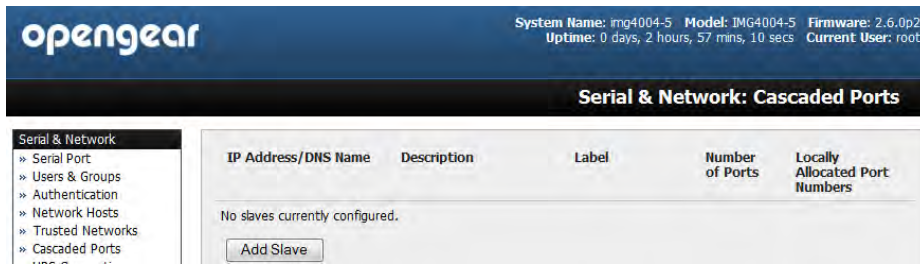 opengear
System Name: img4004-5 Model: IMG4004-5 Firmware: 2.6.0p2
Uptime: 0 days, 2 hours, 57 mins, 10 secs Current User: root
Serial & Network: Cascaded Ports
Serial & Network
» Serial Port
» Users & Groups
» Authentication
» Network Hosts
» Trusted Networks
» Cascaded Ports
IP Address/DNS Name Description Label Number of Ports Locally Allocated Port Numbers
No slaves currently configured.
Add Slave